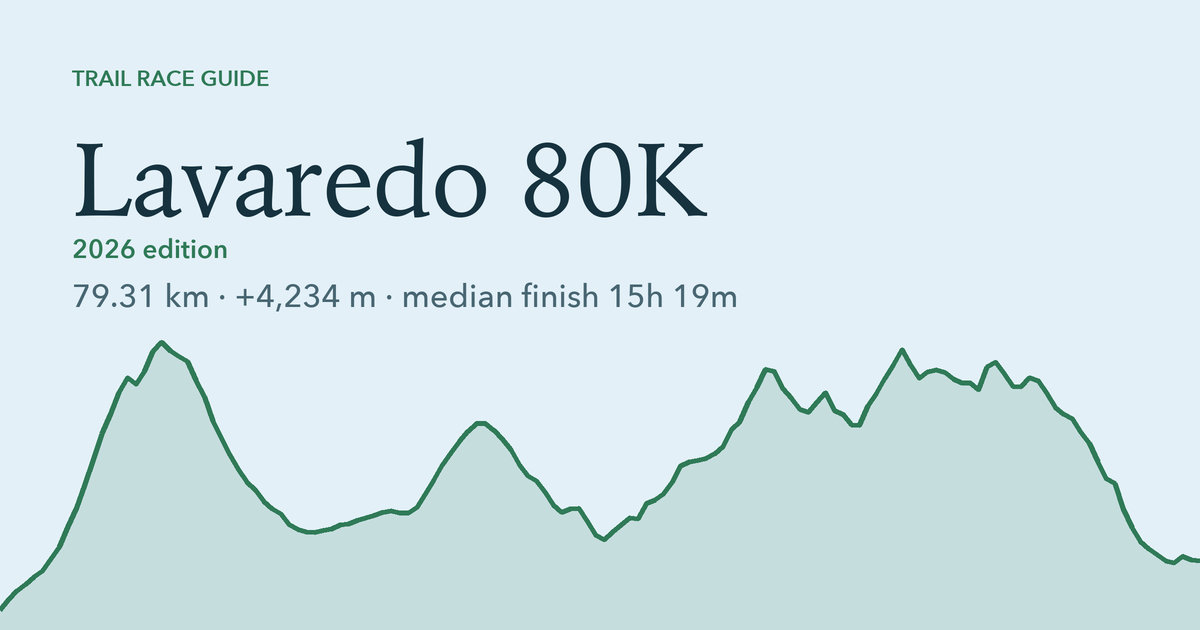 TRAIL RACE GUIDE
Lavaredo 80K
2026 edition
79.31 km · +4,234 m · median finish 15h 19m